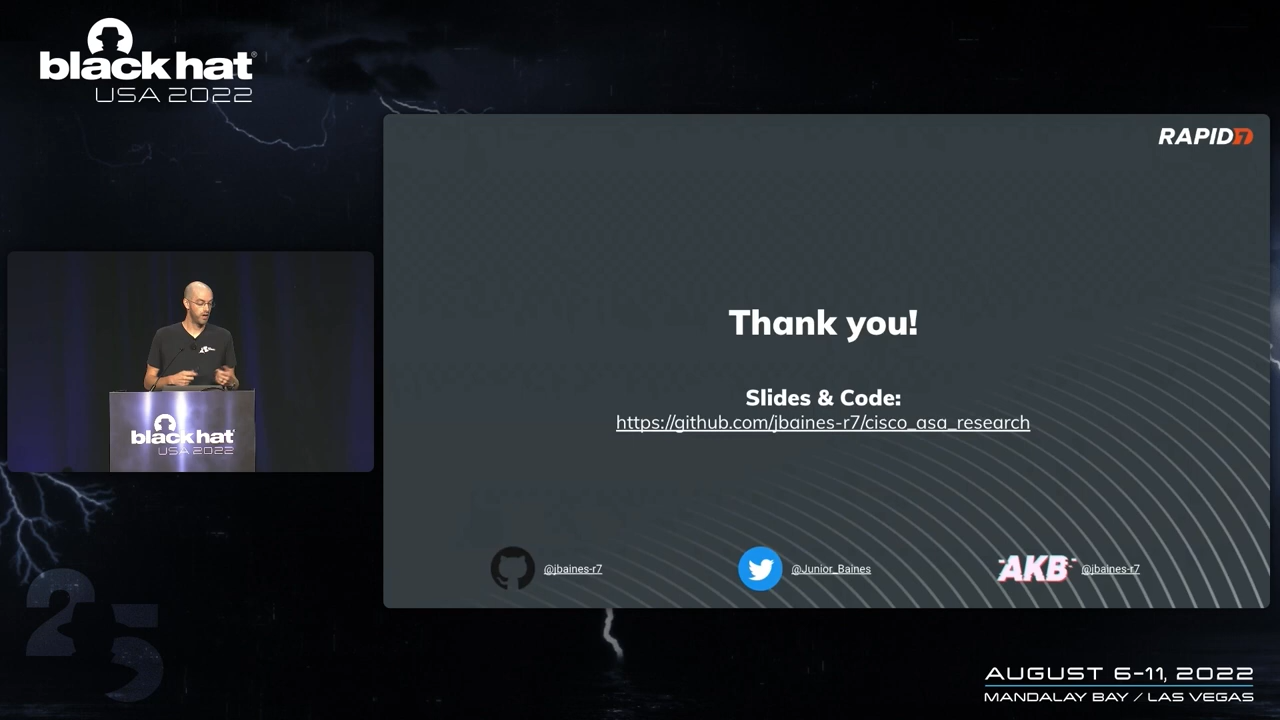 black hat®
USA 2022
RAPID7
Thank you!
Slides & Code:
https://github.com/jbaines-r7/cisco_asa_research
@jbaines-r7
@Junior_Baines
AKB
@jbaines-r7
black hat
USA 2022
25
AUGUST 6-11, 2022
MANDALAY BAY / LAS VEGAS